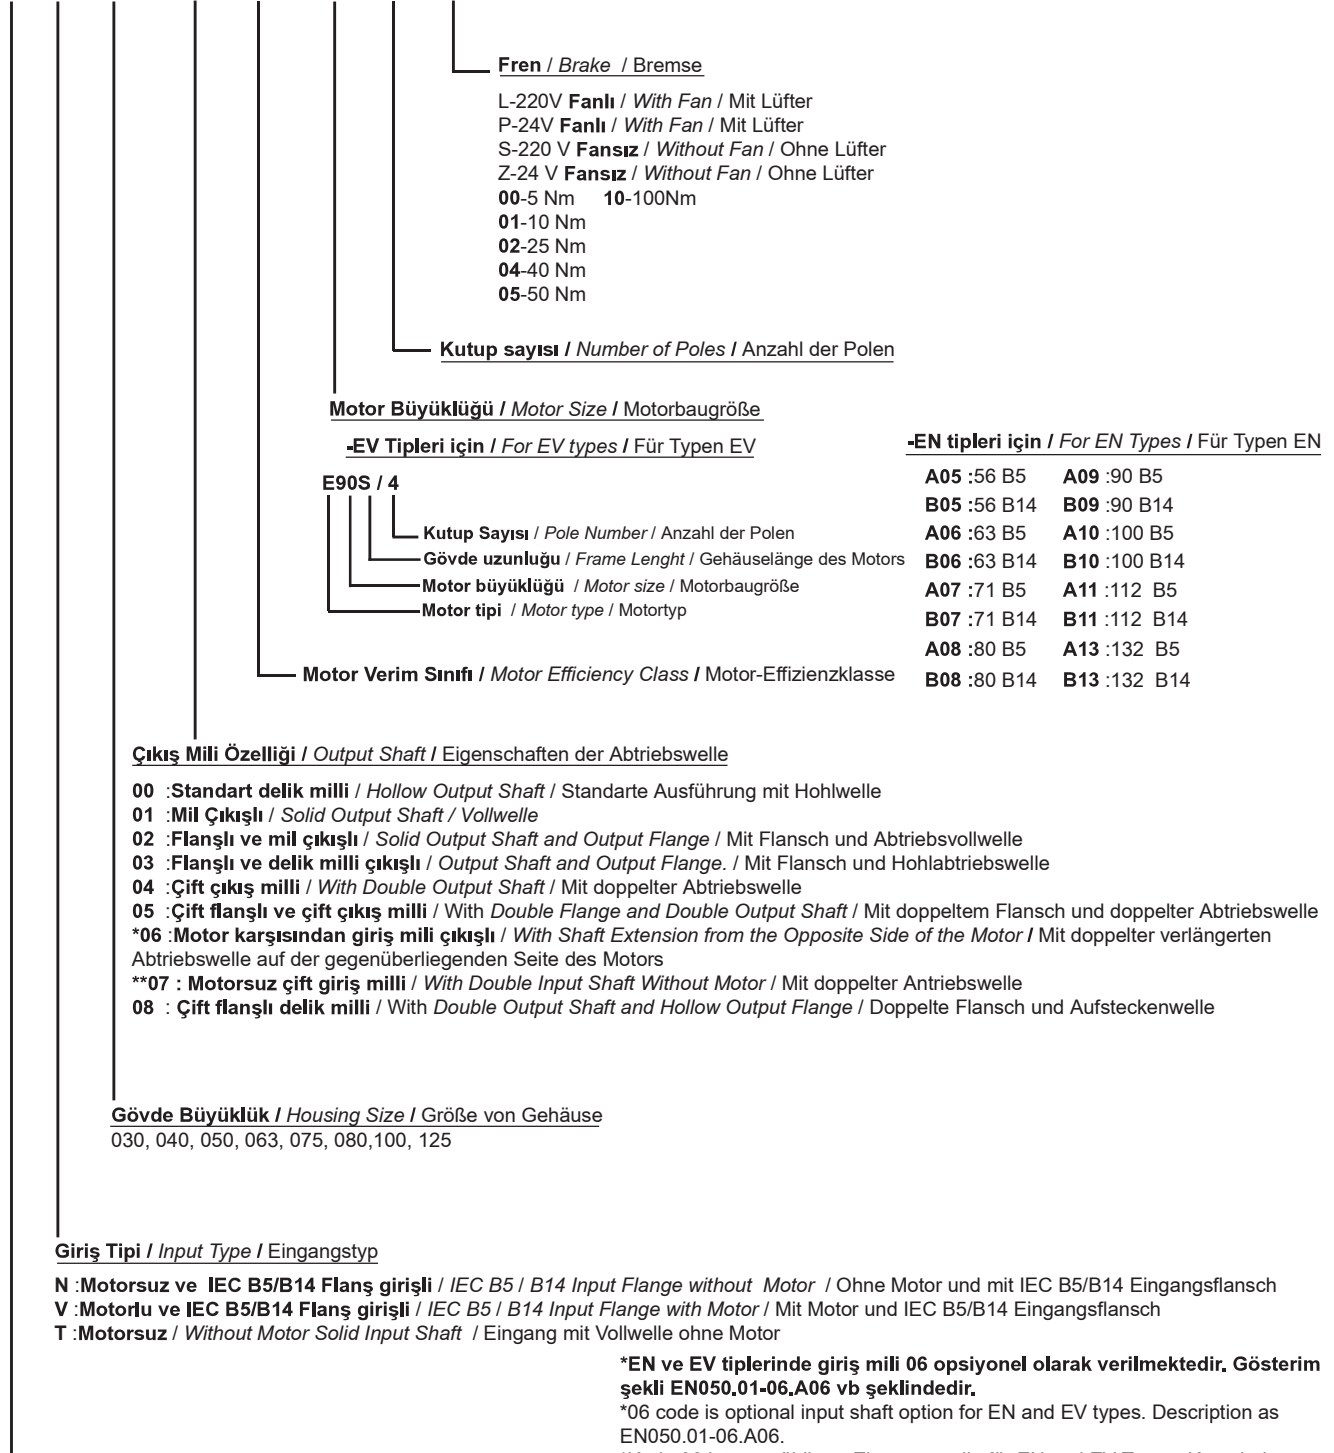 Fren / Brake / Bremse
L-220V Fanlı / With Fan / Mit Lüfter
P-24V Fanlı / With Fan / Mit Lüfter
S-220 V Fansız / Without Fan / Ohne Lüfter
Z-24 V Fansız / Without Fan / Ohne Lüfter
00-5 Nm 10-100Nm
01-10 Nm
02-25 Nm
04-40 Nm
05-50 Nm
Kutup sayısı / Number of Poles / Anzahl der Polen
Motor Büyüklüğü / Motor Size / Motorbaugröße
-EV Tipleri için / For EV types / Für Typen EV
E90S / 4
Kutup Sayısı / Pole Number / Anzahl der Polen
Gövde uzunluğu / Frame Lenght / Gehäuselänge des Motors
Motor büyüklüğü / Motor size / Motorbaugröße
Motor tipi / Motor type / Motortyp
-EN tipleri için / For EN Types / Für Typen EN
A05 :56 B5 A09 :90 B5
B05 :56 B14 B09 :90 B14
A06 :63 B5 A10 :100 B5
B06 :63 B14 B10 :100 B14
A07 :71 B5 A11 :112 B5
B07 :71 B14 B11 :112 B14
A08 :80 B5 A13 :132 B5
B08 :80 B14 B13 :132 B14
Motor Verim Sınıfı / Motor Efficiency Class / Motor-Effizienzklasse
Çıkış Mili Özelliği / Output Shaft / Eigenschaften der Abtriebswelle
00 :Standart delik milli / Hollow Output Shaft / Standarte Ausführung mit Hohlwelle
01 :Mil Çıkışlı / Solid Output Shaft / Vollwelle
02 :Flanşlı ve mil çıkışlı / Solid Output Shaft and Output Flange / Mit Flansch und Abtriebsvollwelle
03 :Flanşlı ve delik milli çıkışlı / Output Shaft and Output Flange. / Mit Flansch und Hohlabtriebswelle
04 :Çift çıkış milli / With Double Output Shaft / Mit doppelter Abtriebswelle
05 :Çift flanşlı ve çift çıkış milli / With Double Flange and Double Output Shaft / Mit doppeltem Flansch und doppelter Abtriebswelle
*06 :Motor karşısından giriş mili çıkışlı / With Shaft Extension from the Opposite Side of the Motor / Mit doppelter verlängerten
Abtriebswelle auf der gegenüberliegenden Seite des Motors
**07 : Motorsuz çift giriş milli / With Double Input Shaft Without Motor / Mit doppelter Antriebswelle
08 : Çift flanşlı delik milli / With Double Output Shaft and Hollow Output Flange / Doppelte Flansch und Aufsteckenwelle
Gövde Büyüklük / Housing Size / Größe von Gehäuse
030, 040, 050, 063, 075, 080,100, 125
Giriş Tipi / Input Type / Eingangstyp
N :Motorsuz ve IEC B5/B14 Flanş girişli / IEC B5 / B14 Input Flange without Motor / Ohne Motor und mit IEC B5/B14 Eingangsflansch
V :Motorlu ve IEC B5/B14 Flanş girişli / IEC B5 / B14 Input Flange with Motor / Mit Motor und IEC B5/B14 Eingangsflansch
T :Motorsuz / Without Motor Solid Input Shaft / Eingang mit Vollwelle ohne Motor
*EN ve EV tiplerinde giriş mili 06 opsiyonel olarak verilmektedir. Gösterim
şekli EN050.01-06.A06 vb şeklindedir.
*06 code is optional input shaft option for EN and EV types. Description as
EN050.01-06.A06.